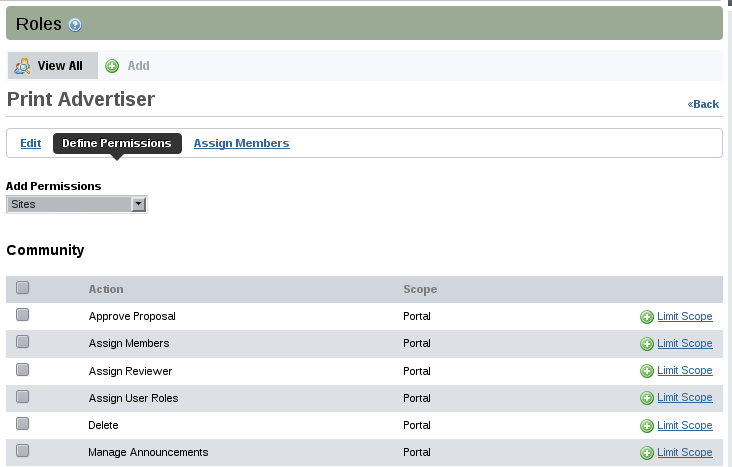 Roles
View All Add
Print Advertiser
«Back
Edit Define Permissions Assign Members
Add Permissions
Sites
Community
Action Scope
Approve Proposal Portal Limit Scope
Assign Members Portal Limit Scope
Assign Reviewer Portal Limit Scope
Assign User Roles Portal Limit Scope
Delete Portal Limit Scope
Manage Announcements Portal Limit Scope